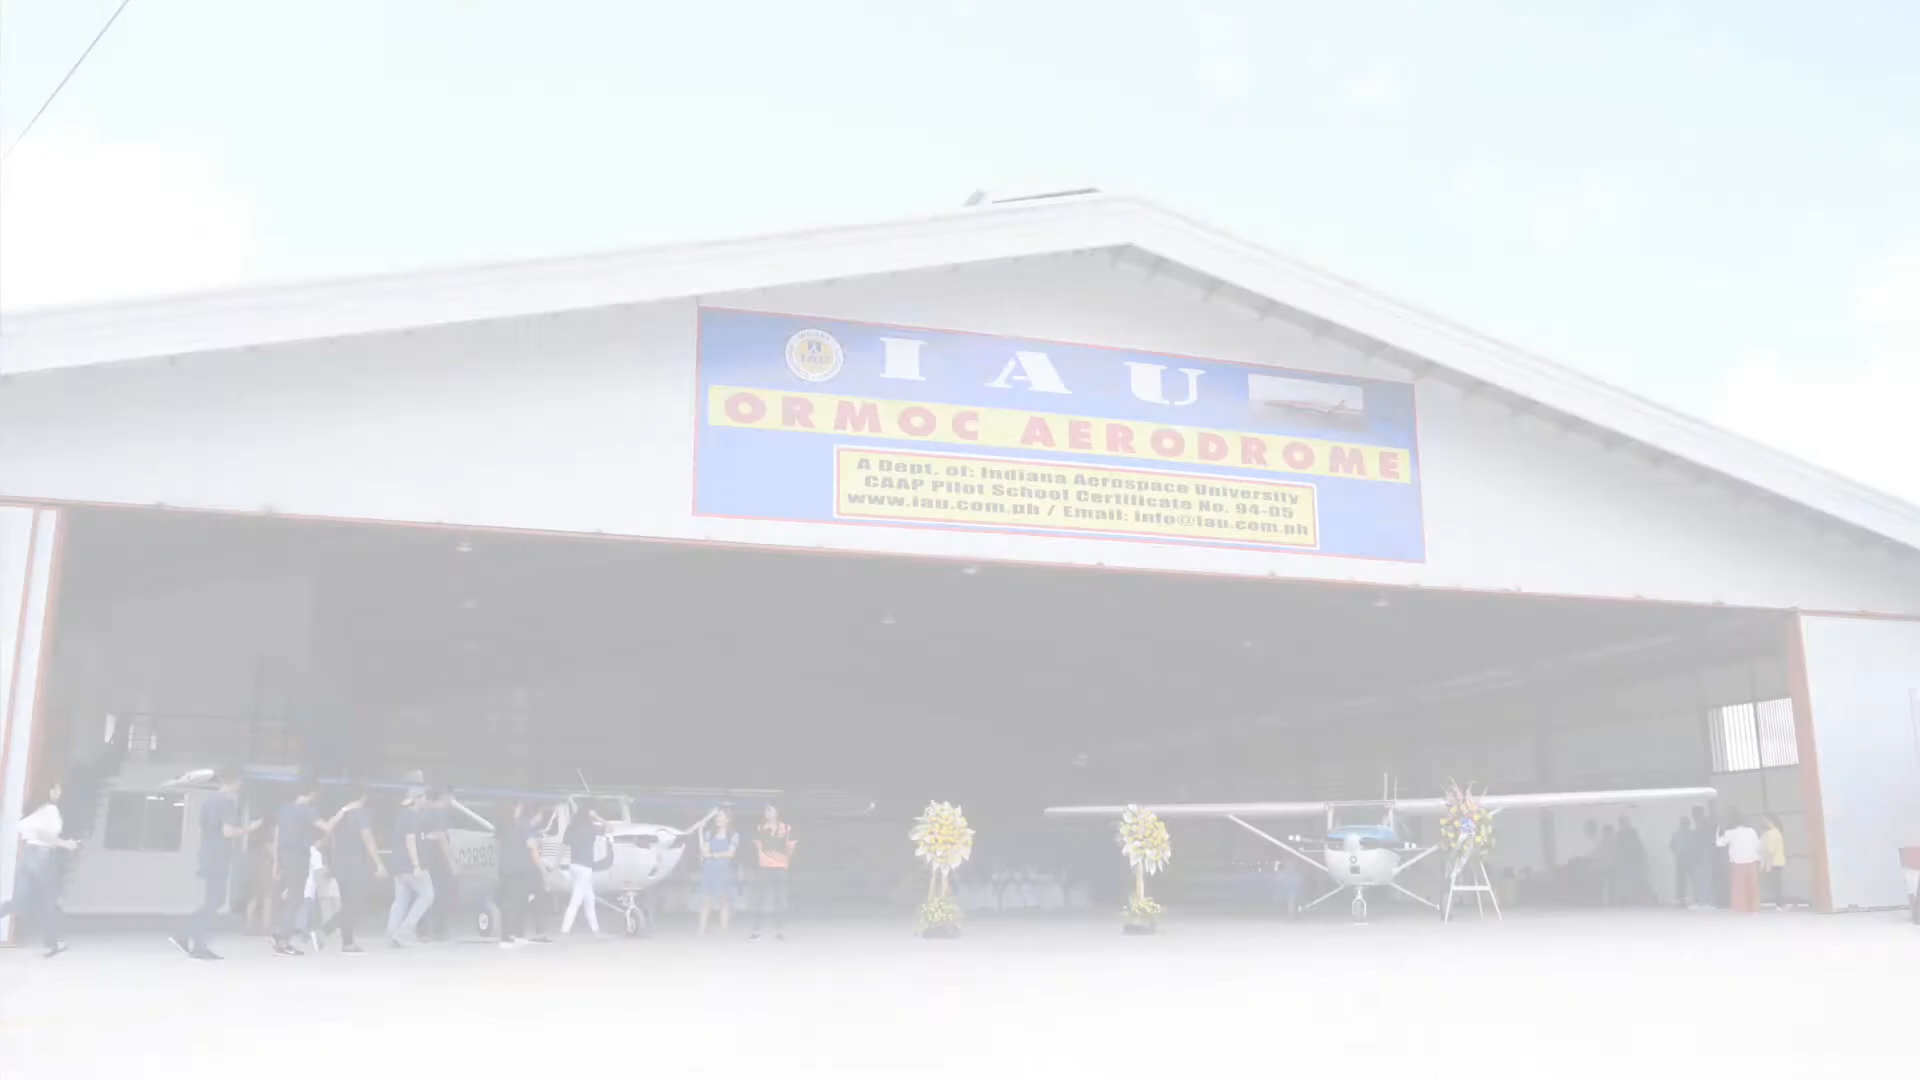 IAU
ORMOC AERODROME
A Dept. of: Indiana Aerospace University
CAAP Pilot School Certificate No. 94-05
www.iau.com.ph / Email: info@iau.com.ph